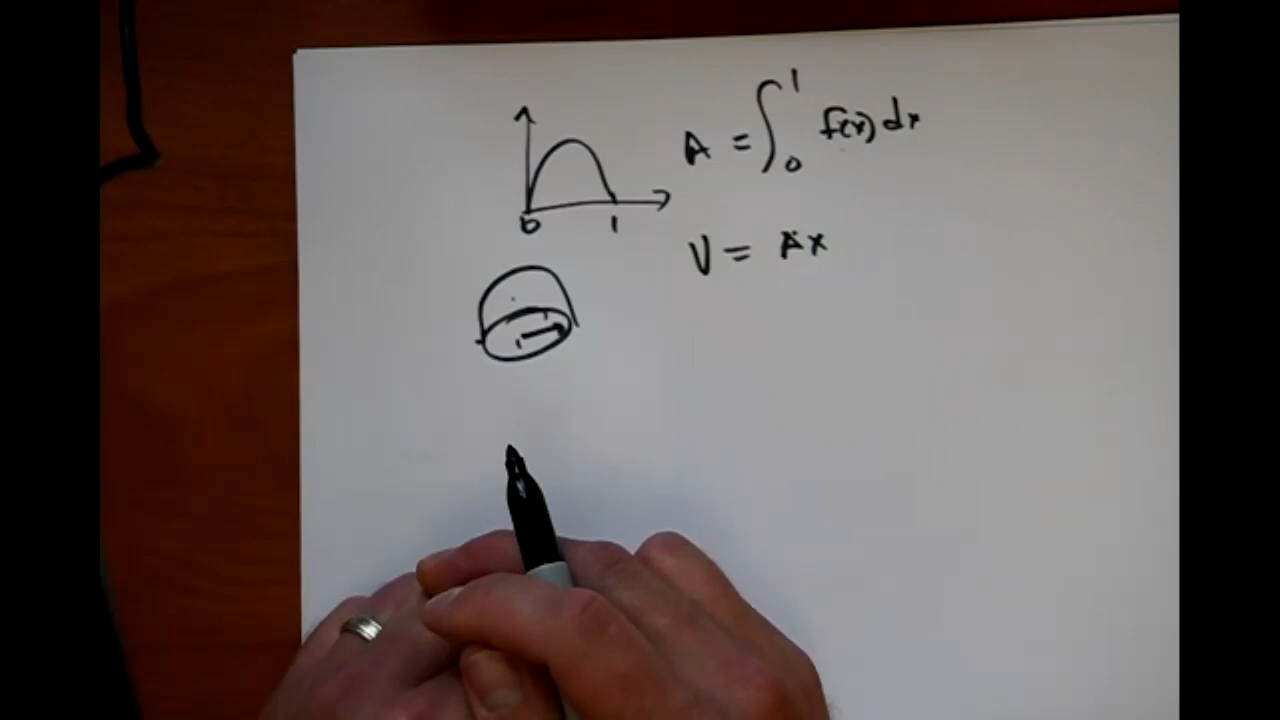 A = ∫₀¹ f(x) dx
0 1
V = Ax